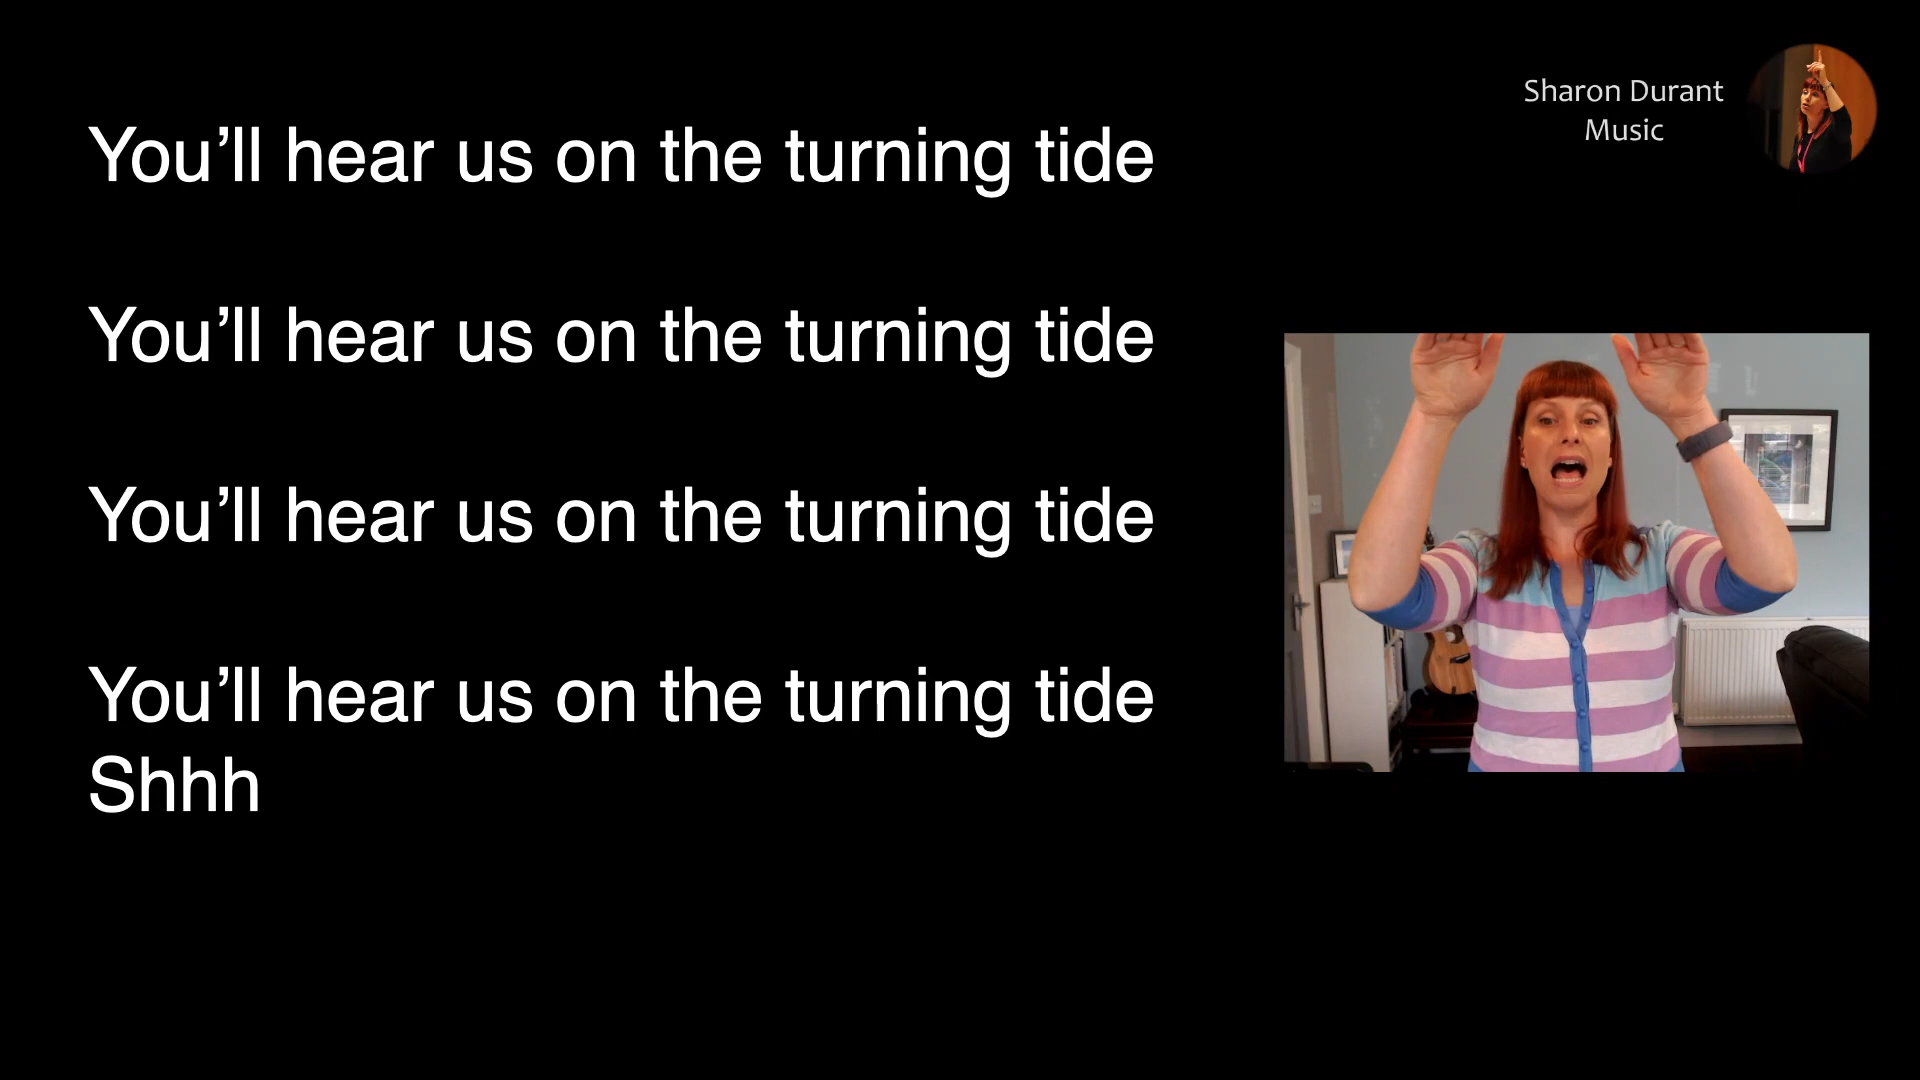 You’ll hear us on the turning tide
You’ll hear us on the turning tide
You’ll hear us on the turning tide
You’ll hear us on the turning tide
Shhh
Sharon Durant
Music